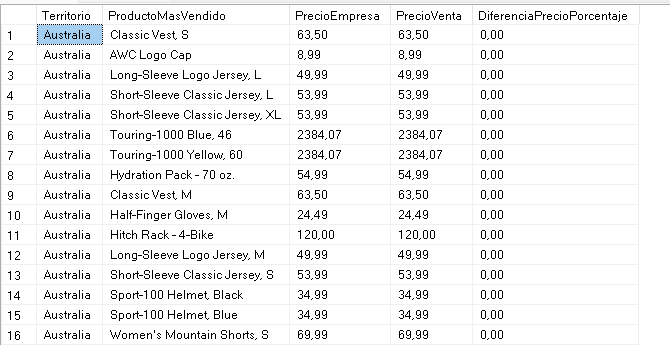 Territorio ProductoMasVendido PrecioEmpresa PrecioVenta DiferenciaPrecioPorcentaje
1 Australia Classic Vest, S 63,50 63,50 0,00
2 Australia AWC Logo Cap 8,99 8,99 0,00
3 Australia Long-Sleeve Logo Jersey, L 49,99 49,99 0,00
4 Australia Short-Sleeve Classic Jersey, L 53,99 53,99 0,00
5 Australia Short-Sleeve Classic Jersey, XL 53,99 53,99 0,00
6 Australia Touring-1000 Blue, 46 2384,07 2384,07 0,00
7 Australia Touring-1000 Yellow, 60 2384,07 2384,07 0,00
8 Australia Hydration Pack - 70 oz. 54,99 54,99 0,00
9 Australia Classic Vest, M 63,50 63,50 0,00
10 Australia Half-Finger Gloves, M 24,49 24,49 0,00
11 Australia Hitch Rack - 4-Bike 120,00 120,00 0,00
12 Australia Long-Sleeve Logo Jersey, M 49,99 49,99 0,00
13 Australia Short-Sleeve Classic Jersey, S 53,99 53,99 0,00
14 Australia Sport-100 Helmet, Black 34,99 34,99 0,00
15 Australia Sport-100 Helmet, Blue 34,99 34,99 0,00
16 Australia Women's Mountain Shorts, S 69,99 69,99 0,00